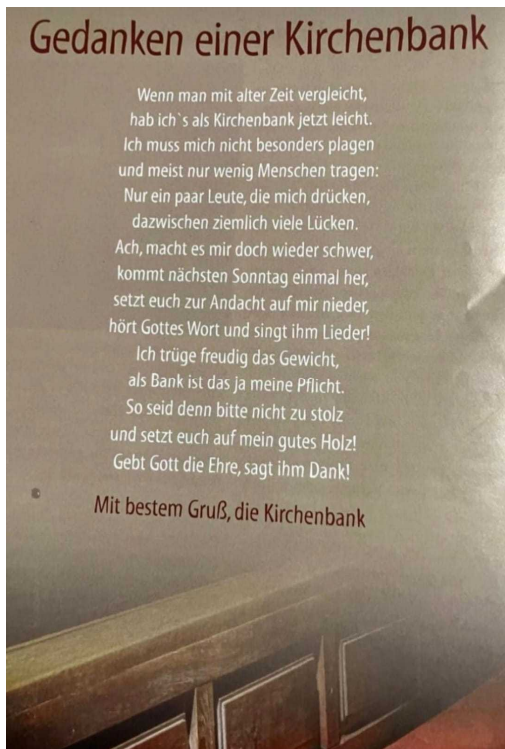 Gedanken einer Kirchenbank
Wenn man mit alter Zeit vergleicht,
hab ich`s als Kirchenbank jetzt leicht.
Ich muss mich nicht besonders plagen
und meist nur wenig Menschen tragen:
Nur ein paar Leute, die mich drücken,
dazwischen ziemlich viele Lücken.
Ach, macht es mir doch wieder schwer,
kommt nächsten Sonntag einmal her,
setzt euch zur Andacht auf mir nieder,
hört Gottes Wort und singt ihm Lieder!
Ich trüge freudig das Gewicht,
als Bank ist das ja meine Pflicht.
So seid denn bitte nicht zu stolz
und setzt euch auf mein gutes Holz!
Gebt Gott die Ehre, sagt ihm Dank!
©
Mit bestem Gruß, die Kirchenbank